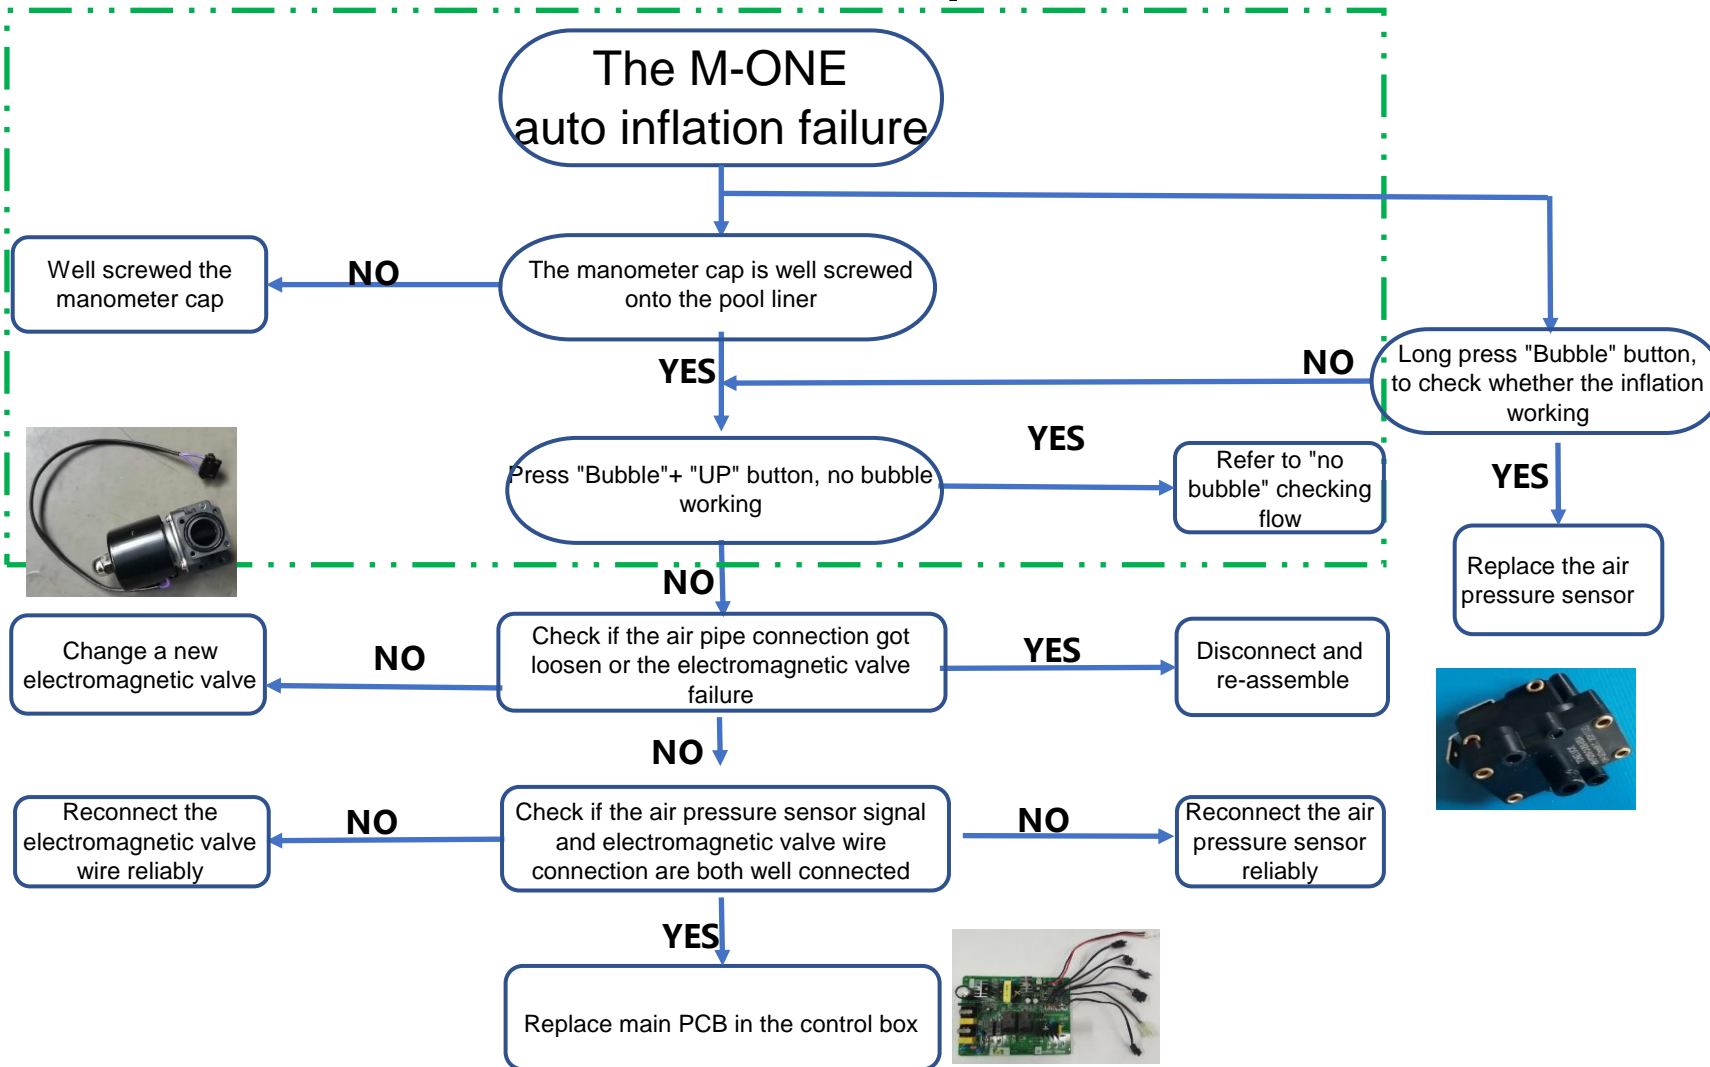 The M-ONE
auto inflation failure
Well screwed the
manometer cap
NO
The manometer cap is well screwed
onto the pool liner
YES
NO
Long press "Bubble" button,
to check whether the inflation
working
Press "Bubble"+ "UP" button, no bubble
working
YES
Refer to "no
bubble" checking
flow
YES
Replace the air
pressure sensor
NO
Change a new
electromagnetic valve
NO
Check if the air pipe connection got
loosen or the electromagnetic valve
failure
YES
Disconnect and
re-assemble
NO
Reconnect the
electromagnetic valve
wire reliably
NO
Check if the air pressure sensor signal
and electromagnetic valve wire
connection are both well connected
NO
Reconnect the air
pressure sensor
reliably
YES
Replace main PCB in the control box